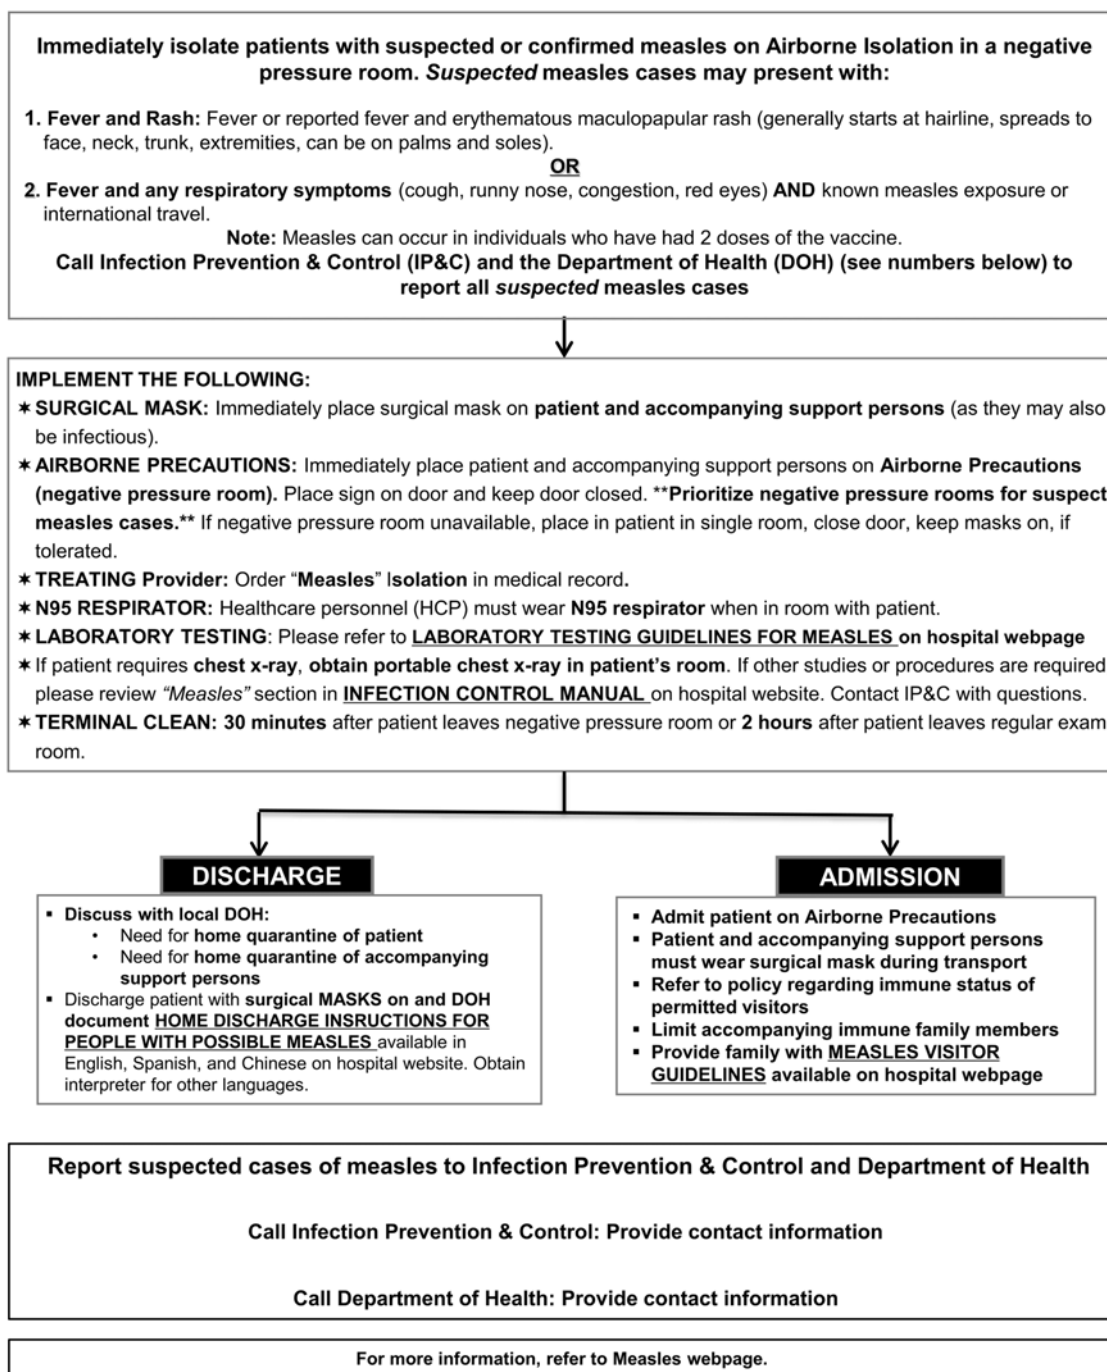 Immediately isolate patients with suspected or confirmed measles on Airborne Isolation in a negative
pressure room. Suspected measles cases may present with:
1. Fever and Rash: Fever or reported fever and erythematous maculopapular rash (generally starts at hairline, spreads to
face, neck, trunk, extremities, can be on palms and soles).
OR
2. Fever and any respiratory symptoms (cough, runny nose, congestion, red eyes) AND known measles exposure or
international travel.
Note: Measles can occur in individuals who have had 2 doses of the vaccine.
Call Infection Prevention & Control (IP&C) and the Department of Health (DOH) (see numbers below) to
report all suspected measles cases
IMPLEMENT THE FOLLOWING:
✶ SURGICAL MASK: Immediately place surgical mask on patient and accompanying support persons (as they may also
be infectious).
✶ AIRBORNE PRECAUTIONS: Immediately place patient and accompanying support persons on Airborne Precautions
(negative pressure room). Place sign on door and keep door closed. **Prioritize negative pressure rooms for suspect
measles cases.** If negative pressure room unavailable, place in patient in single room, close door, keep masks on, if
tolerated.
✶ TREATING Provider: Order “Measles” Isolation in medical record.
✶ N95 RESPIRATOR: Healthcare personnel (HCP) must wear N95 respirator when in room with patient.
✶ LABORATORY TESTING: Please refer to LABORATORY TESTING GUIDELINES FOR MEASLES on hospital webpage
✶ If patient requires chest x-ray, obtain portable chest x-ray in patient’s room. If other studies or procedures are required
please review “Measles” section in INFECTION CONTROL MANUAL on hospital website. Contact IP&C with questions.
✶ TERMINAL CLEAN: 30 minutes after patient leaves negative pressure room or 2 hours after patient leaves regular exam
room.
DISCHARGE
▪ Discuss with local DOH:
• Need for home quarantine of patient
• Need for home quarantine of accompanying
support persons
▪ Discharge patient with surgical MASKS on and DOH
document HOME DISCHARGE INSRUCTIONS FOR
PEOPLE WITH POSSIBLE MEASLES available in
English, Spanish, and Chinese on hospital website. Obtain
interpreter for other languages.
ADMISSION
▪ Admit patient on Airborne Precautions
▪ Patient and accompanying support persons
must wear surgical mask during transport
▪ Refer to policy regarding immune status of
permitted visitors
▪ Limit accompanying immune family members
▪ Provide family with MEASLES VISITOR
GUIDELINES available on hospital webpage
Report suspected cases of measles to Infection Prevention & Control and Department of Health
Call Infection Prevention & Control: Provide contact information
Call Department of Health: Provide contact information
For more information, refer to Measles webpage.